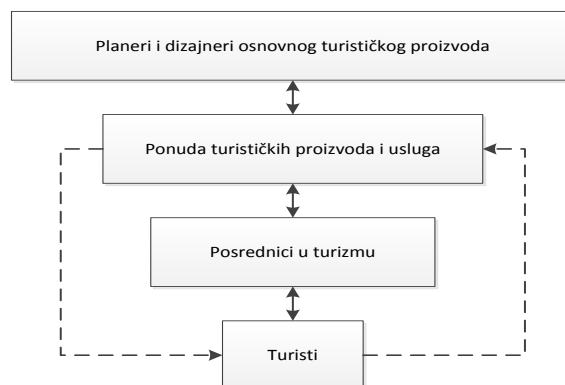 Planeri i dizajneri osnovnog turističkog proizvoda
Ponuda turističkih proizvoda i usluga
Posrednici u turizmu
Turisti